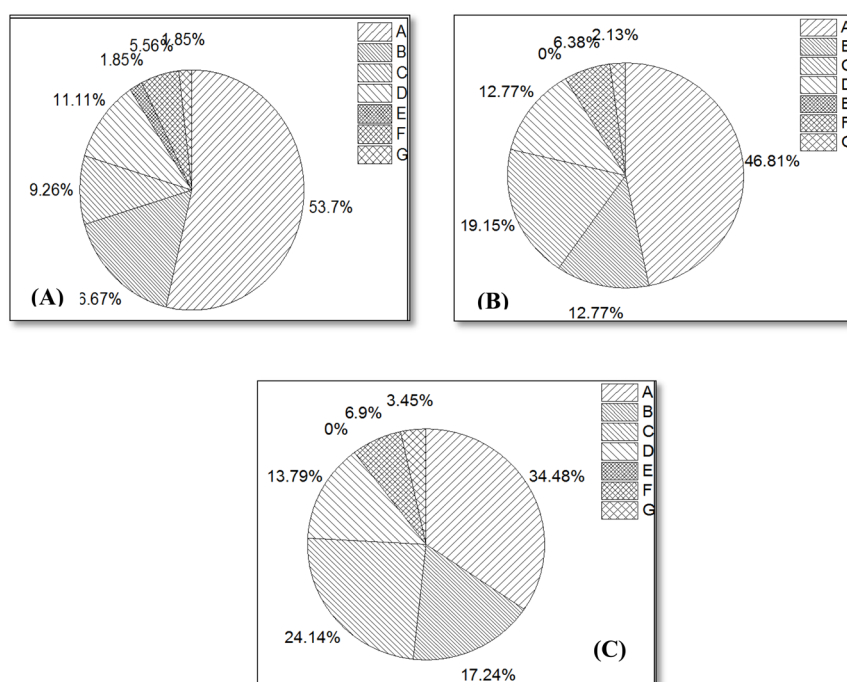 5.56%
1.85%
1.85%
11.11%
9.26%
6.67%
53.7%
A
B
C
D
E
F
G
(A)
6.38%
2.13%
0%
12.77%
19.15%
12.77%
46.81%
A
(B)
3.45%
6.9%
0%
13.79%
24.14%
17.24%
34.48%
A
B
C
D
E
F
G
(C)